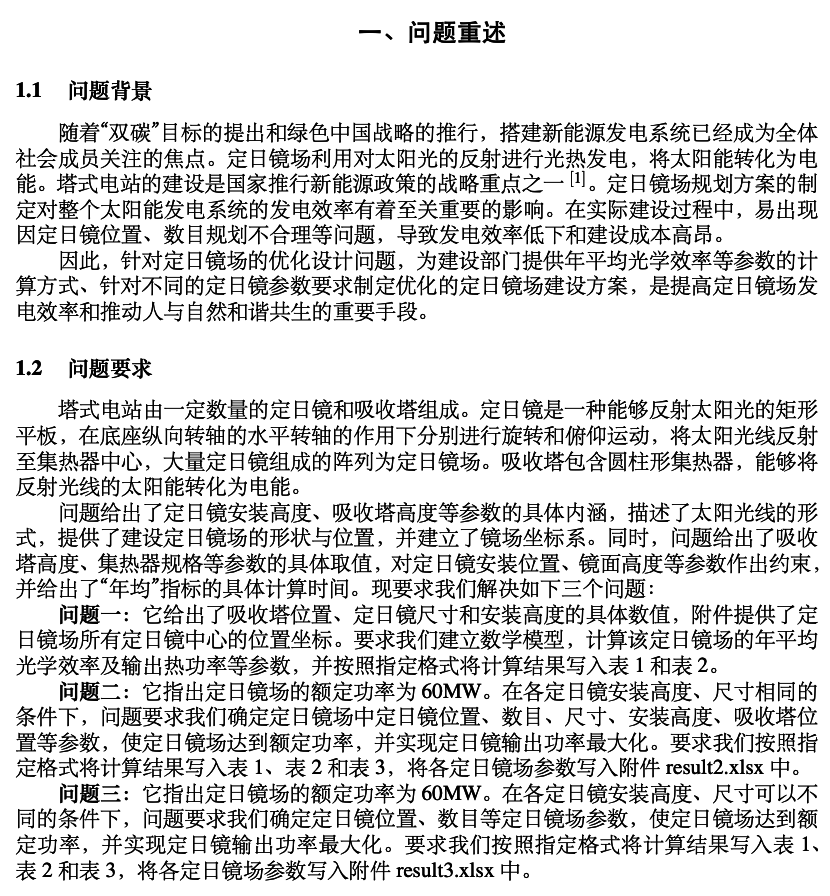 一、问题重述
1.1 问题背景
随着“双碳”目标的提出和绿色中国战略的推行，搭建新能源发电系统已经成为全体
社会成员关注的焦点。定日镜场利用对太阳光的反射进行光热发电，将太阳能转化为电
能。塔式电站的建设是国家推行新能源政策的战略重点之一 [1]。定日镜场规划方案的制
定对整个太阳能发电系统的发电效率有着至关重要的影响。在实际建设过程中，易出现
因定日镜位置、数目规划不合理等问题，导致发电效率低下和建设成本高昂。
因此，针对定日镜场的优化设计问题，为建设部门提供年平均光学效率等参数的计
算方式、针对不同的定日镜参数要求制定优化的定日镜场建设方案，是提高定日镜场发
电效率和推动人与自然和谐共生的重要手段。
1.2 问题要求
塔式电站由一定数量的定日镜和吸收塔组成。定日镜是一种能够反射太阳光的矩形
平板，在底座纵向转轴的水平转轴的作用下分别进行旋转和俯仰运动，将太阳光线反射
至集热器中心，大量定日镜组成的阵列为定日镜场。吸收塔包含圆柱形集热器，能够将
反射光线的太阳能转化为电能。
问题给出了定日镜安装高度、吸收塔高度等参数的具体内涵，描述了太阳光线的形
式，提供了建设定日镜场的形状与位置，并建立了镜场坐标系。同时，问题给出了吸收
塔高度、集热器规格等参数的具体取值，对定日镜安装位置、镜面高度等参数作出约束，
并给出了“年均”指标的具体计算时间。现要求我们解决如下三个问题：
问题一：它给出了吸收塔位置、定日镜尺寸和安装高度的具体数值，附件提供了定
日镜场所有定日镜中心的位置坐标。要求我们建立数学模型，计算该定日镜场的年平均
光学效率及输出热功率等参数，并按照指定格式将计算结果写入表 1 和表 2。
问题二：它指出定日镜场的额定功率为 60MW。在各定日镜安装高度、尺寸相同的
条件下，问题要求我们确定定日镜场中定日镜位置、数目、尺寸、安装高度、吸收塔位
置等参数，使定日镜场达到额定功率，并实现定日镜输出功率最大化。要求我们按照指
定格式将计算结果写入表 1、表 2 和表 3，将各定日镜场参数写入附件 result2.xlsx 中。
问题三：它指出定日镜场的额定功率为 60MW。在各定日镜安装高度、尺寸可以不
同的条件下，问题要求我们确定定日镜位置、数目等定日镜场参数，使定日镜场达到额
定功率，并实现定日镜输出功率最大化。要求我们按照指定格式将计算结果写入表 1、
表 2 和表 3，将各定日镜场参数写入附件 result3.xlsx 中。